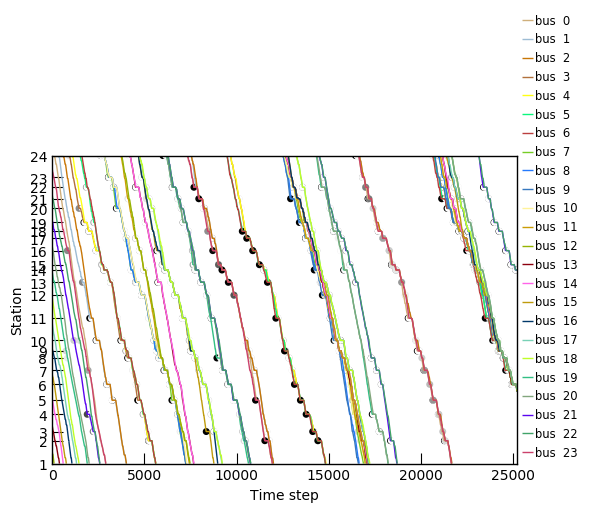 bus 0
bus 1
bus 2
bus 3
bus 4
bus 5
bus 6
bus 7
bus 8
bus 9
bus 10
bus 11
bus 12
bus 13
bus 14
bus 15
bus 16
bus 17
bus 18
bus 19
bus 20
bus 21
bus 22
bus 23
24
23
22
21
20
19
18
17
16
15
14
13
12
11
10
9
8
7
6
5
4
3
2
1
Station
0 5000 10000 15000 20000 25000
Time step